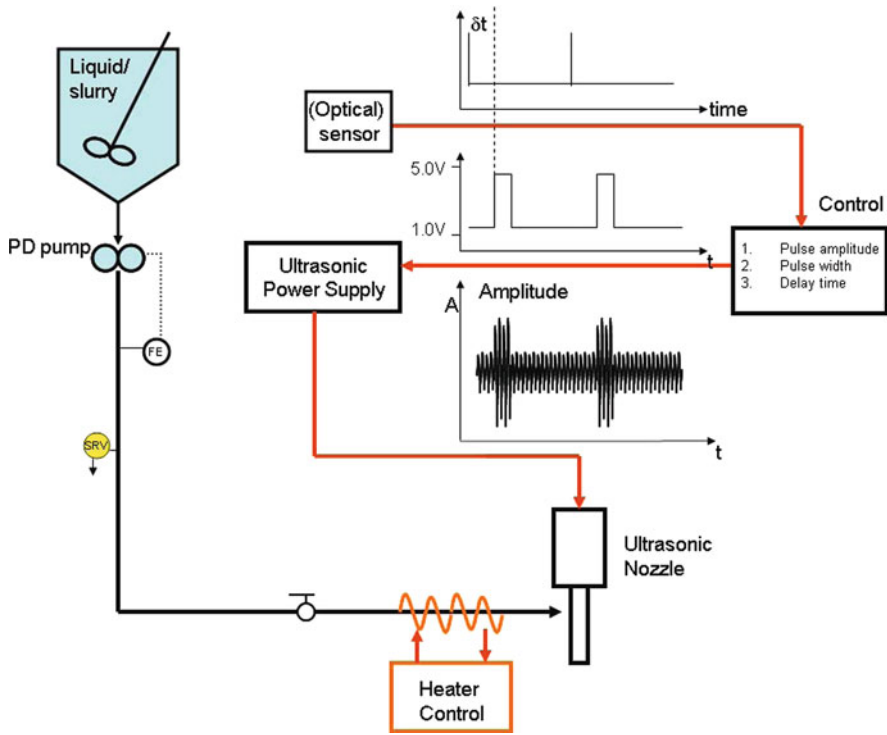 δt
Liquid/
slurry
time
(Optical)
sensor
5.0V
1.0V
t
Control
1. Pulse amplitude
2. Pulse width
3. Delay time
PD pump
Ultrasonic
Power Supply
A
Amplitude
t
FE
SRV
Ultrasonic
Nozzle
Heater
Control